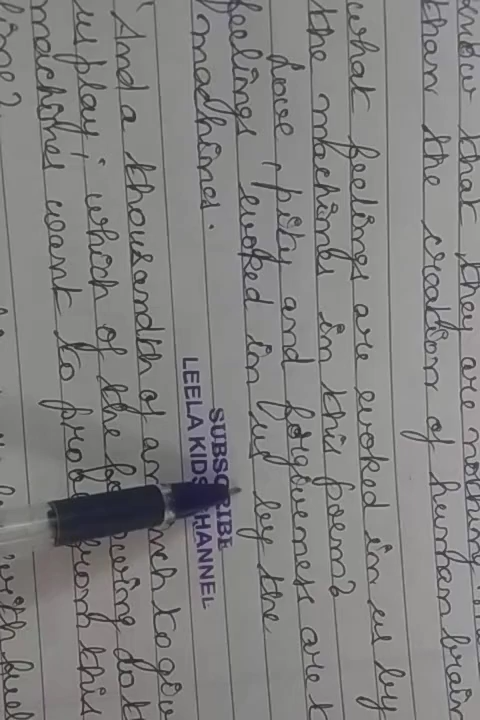 know that they are nothing
than the creation of human brain
what feelings are evoked in us by
the machines in this poem?
Love, pity and forgiveness are
feelings evoked in us by the
machines.
SUBSCRIBE
LEELA KIDS CHANNEL
'And a thousandth of an inch to give
us play: which of the following do
machines want to from this
line?